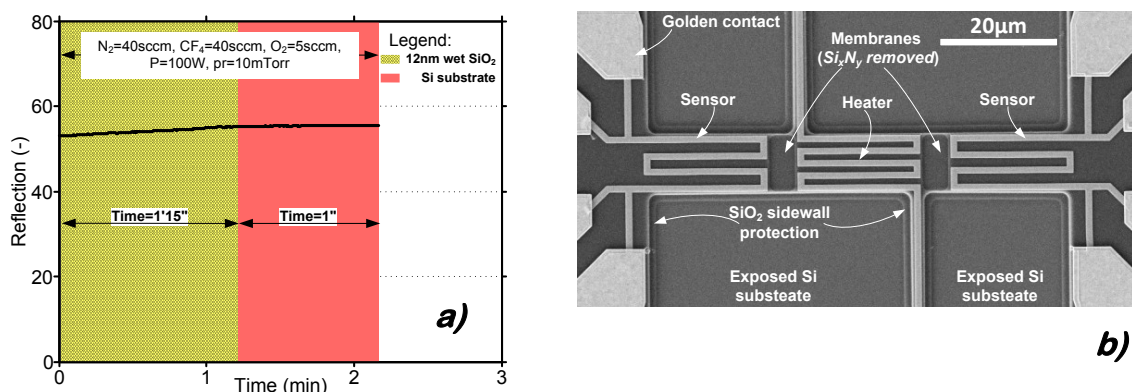 N₂=40sccm, CF₄=40sccm, O₂=5sccm,
P=100W, pr=10mTorr
Legend:
12nm wet SiO₂
Si substrate
80
60
40
20
0
Reflection (-)
Time=1'15"
Time=1"
0
1
2
3
Time (min)
a)
Golden contact
Membranes
(SiₓNᵧ removed)
20µm
Sensor
Heater
Sensor
SiO₂ sidewall
protection
Exposed Si
substeate
Exposed Si
substeate
b)